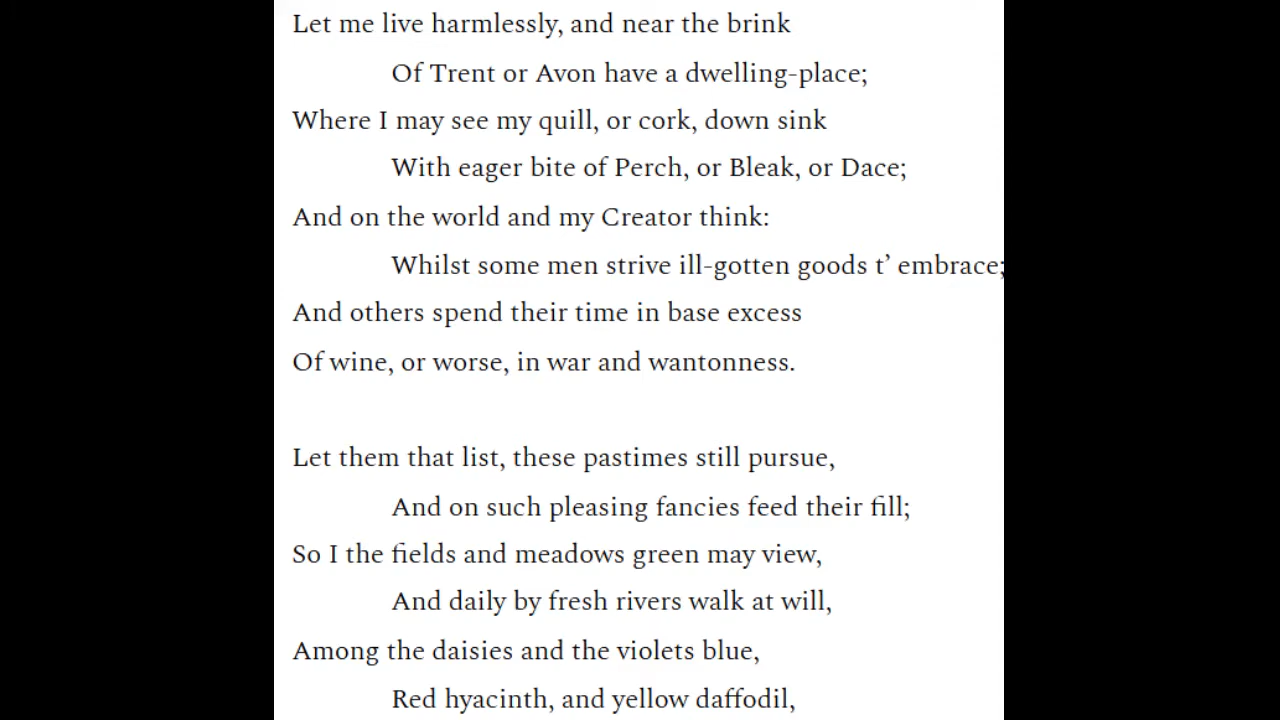 Let me live harmlessly, and near the brink
Of Trent or Avon have a dwelling-place;
Where I may see my quill, or cork, down sink
With eager bite of Perch, or Bleak, or Dace;
And on the world and my Creator think:
Whilst some men strive ill-gotten goods t’ embrace;
And others spend their time in base excess
Of wine, or worse, in war and wantonness.
Let them that list, these pastimes still pursue,
And on such pleasing fancies feed their fill;
So I the fields and meadows green may view,
And daily by fresh rivers walk at will,
Among the daisies and the violets blue,
Red hyacinth, and yellow daffodil,